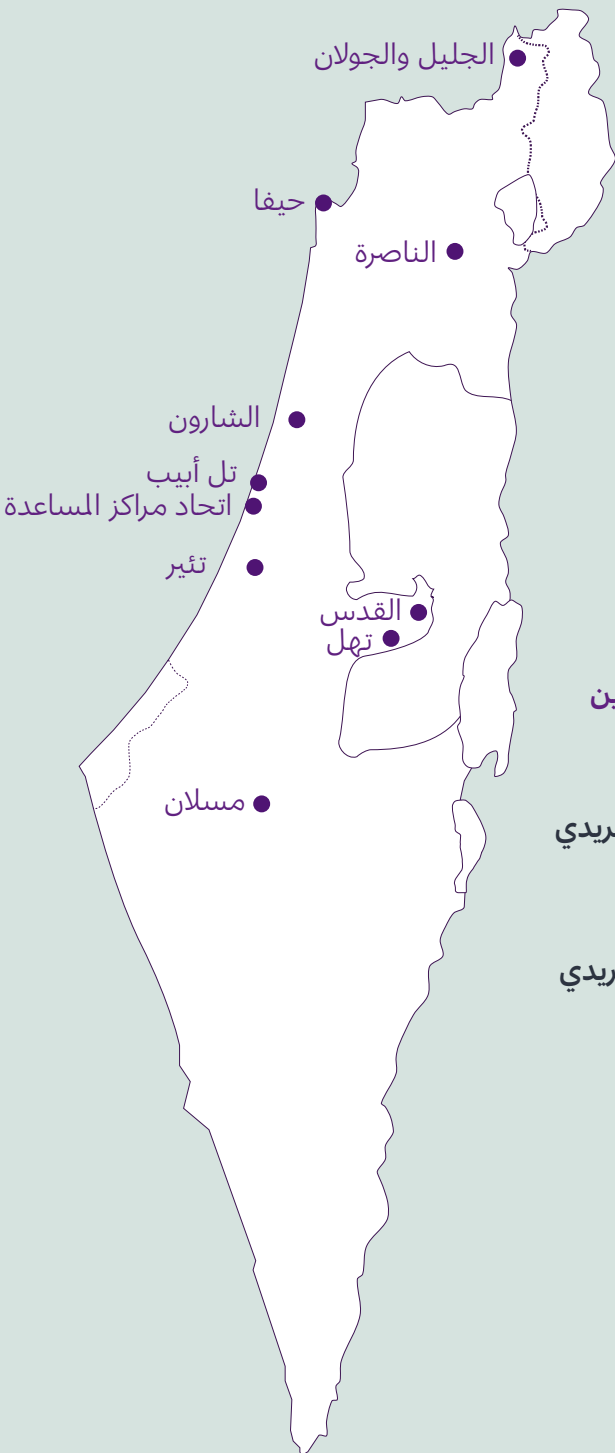 الجليل والجولان
حيفا
الناصرة
الشارون
تل أبيب
اتحاد مراكز المساعدة
تئير
القدس
تهل
مسلان